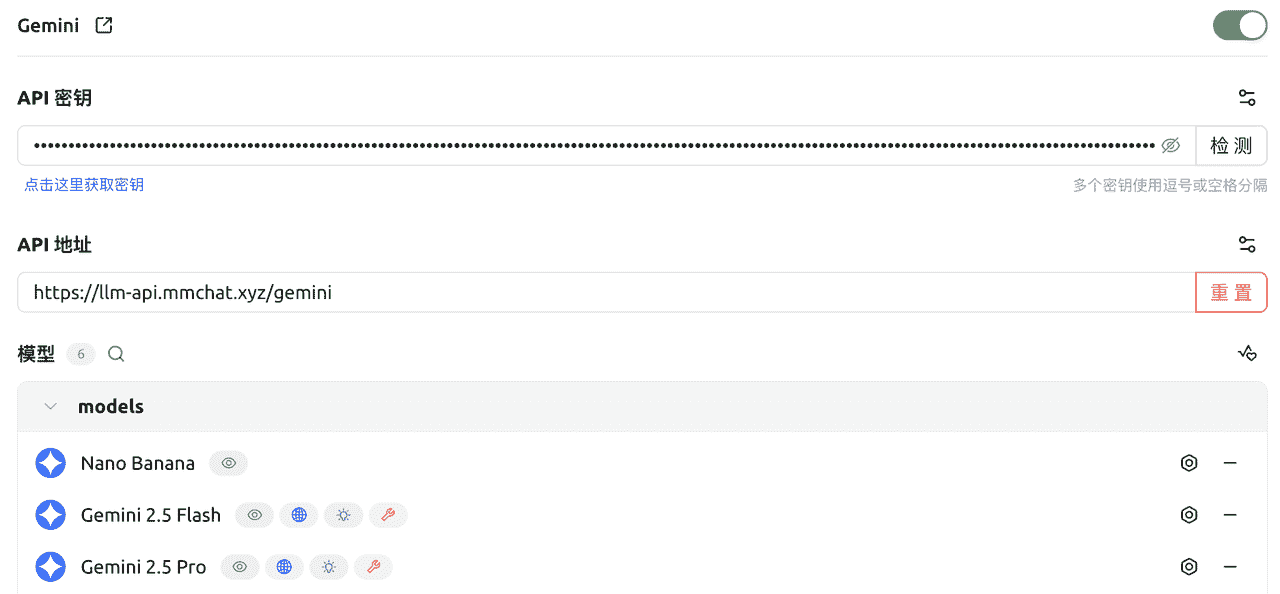 Gemini
API 密钥
••••••••••••••••••••••••••••••••••••••••••••••••••••••••••••••••••••••••••••••••••••••••••••••••••••••••••••••••••••••••••••••••••••••••••••••••••••••••••••••••••• 检 测
点击这里获取密钥 多个密钥使用逗号或空格分隔
API 地址
https://llm-api.mmchat.xyz/gemini 重 置
模型 6
models
Nano Banana
Gemini 2.5 Flash
Gemini 2.5 Pro